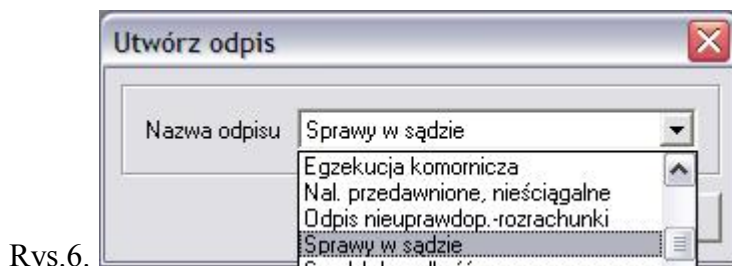 Utwórz odpis
Nazwa odpisu Sprawy w sądzie
Egzekucja komornicza
Nal. przedawnione, nieściągalne
Odpis nieuprawdop.-rozrachunki
Sprawy w sądzie
Rys.6.